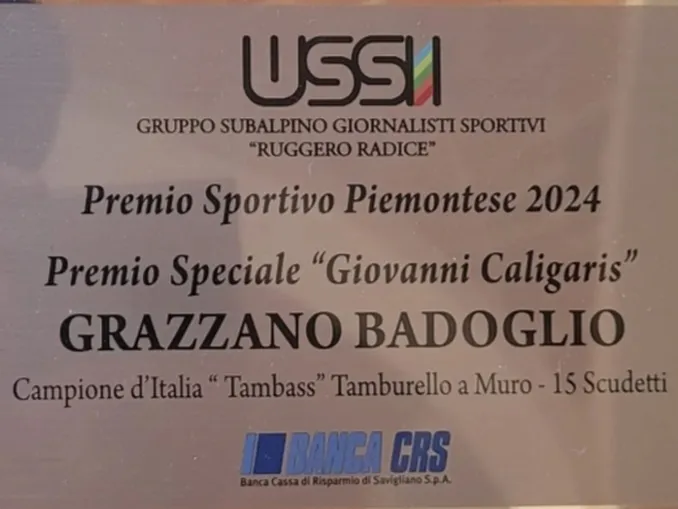 USSI
GRUPPO SUBALPINO GIORNALISTI SPORTIVI
"RUGGERO RADICE"
Premio Sportivo Piemontese 2024
Premio Speciale "Giovanni Caligaris"
GRAZZANO BADOGLIO
Campione d'Italia " Tambass" Tamburello a Muro - 15 Scudetti
BANCA CRS
Banca Cassa di Risparmio di Savigliano S.p.A.